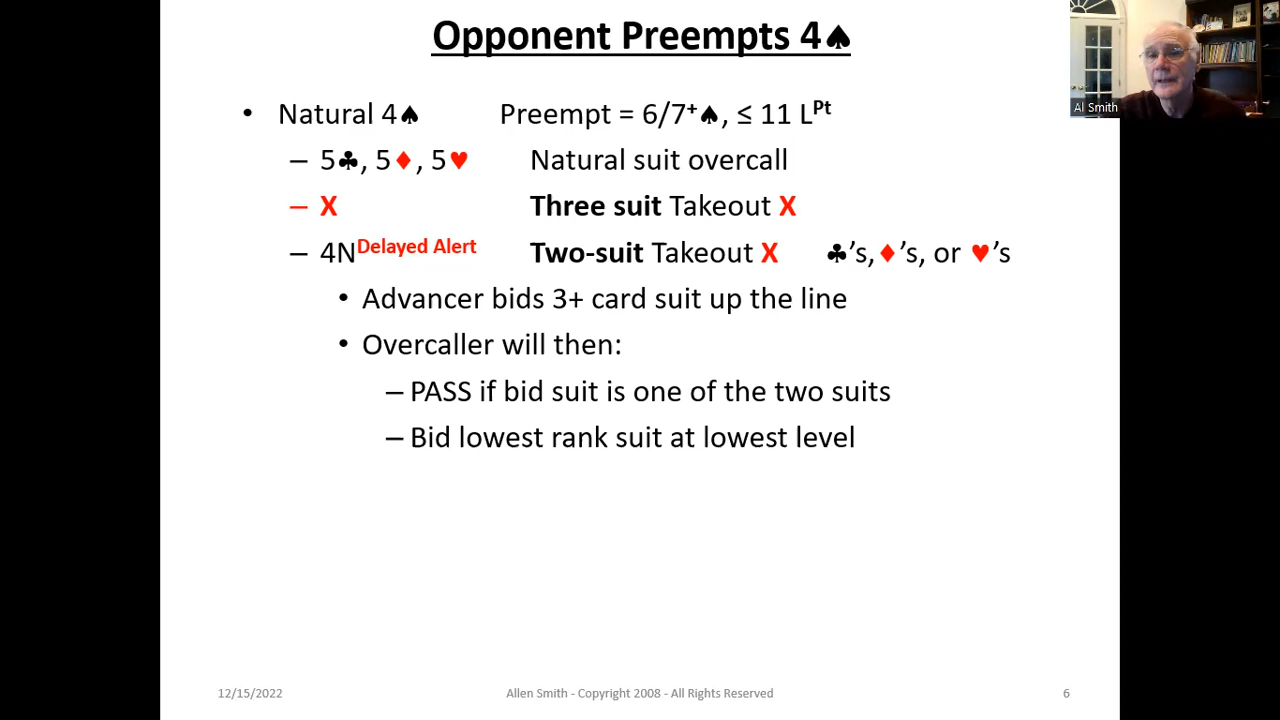 Opponent Preempts 4♠
• Natural 4♠ Preempt = 6/7⁺♠, ≤ 11 Lᴾᵗ
– 5♣, 5♦, 5♥ Natural suit overcall
– X Three suit Takeout X
– 4N Delayed Alert Two-suit Takeout X ♣’s,♦’s, or ♥’s
• Advancer bids 3+ card suit up the line
• Overcaller will then:
– PASS if bid suit is one of the two suits
– Bid lowest rank suit at lowest level
Al Smith
12/15/2022 Allen Smith - Copyright 2008 - All Rights Reserved 6